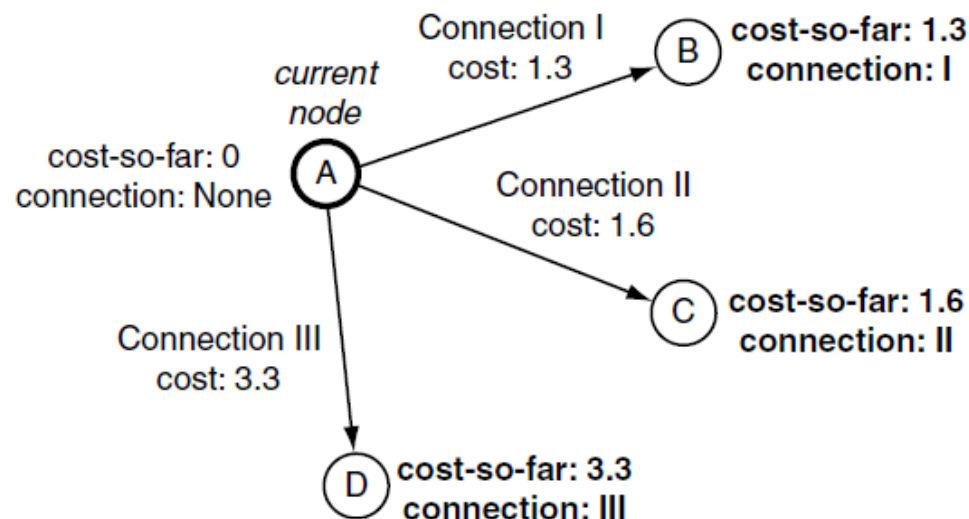 Connection I
cost: 1.3
B
cost-so-far: 1.3
connection: I
current
node
A
cost-so-far: 0
connection: None
Connection II
cost: 1.6
C
cost-so-far: 1.6
connection: II
Connection III
cost: 3.3
D
cost-so-far: 3.3
connection: III